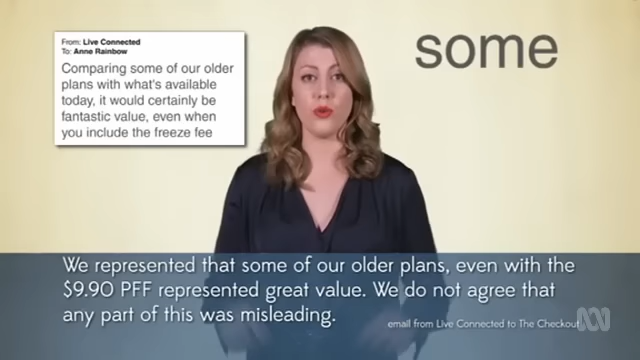 From: Live Connected
To: Anne Rainbow
Comparing some of our older
plans with what's available
today, it would certainly be
fantastic value, even when
you include the freeze fee
some
We represented that some of our older plans, even with the
$9.90 PFF represented great value. We do not agree that
any part of this was misleading.
email from Live Connected to The Checkout